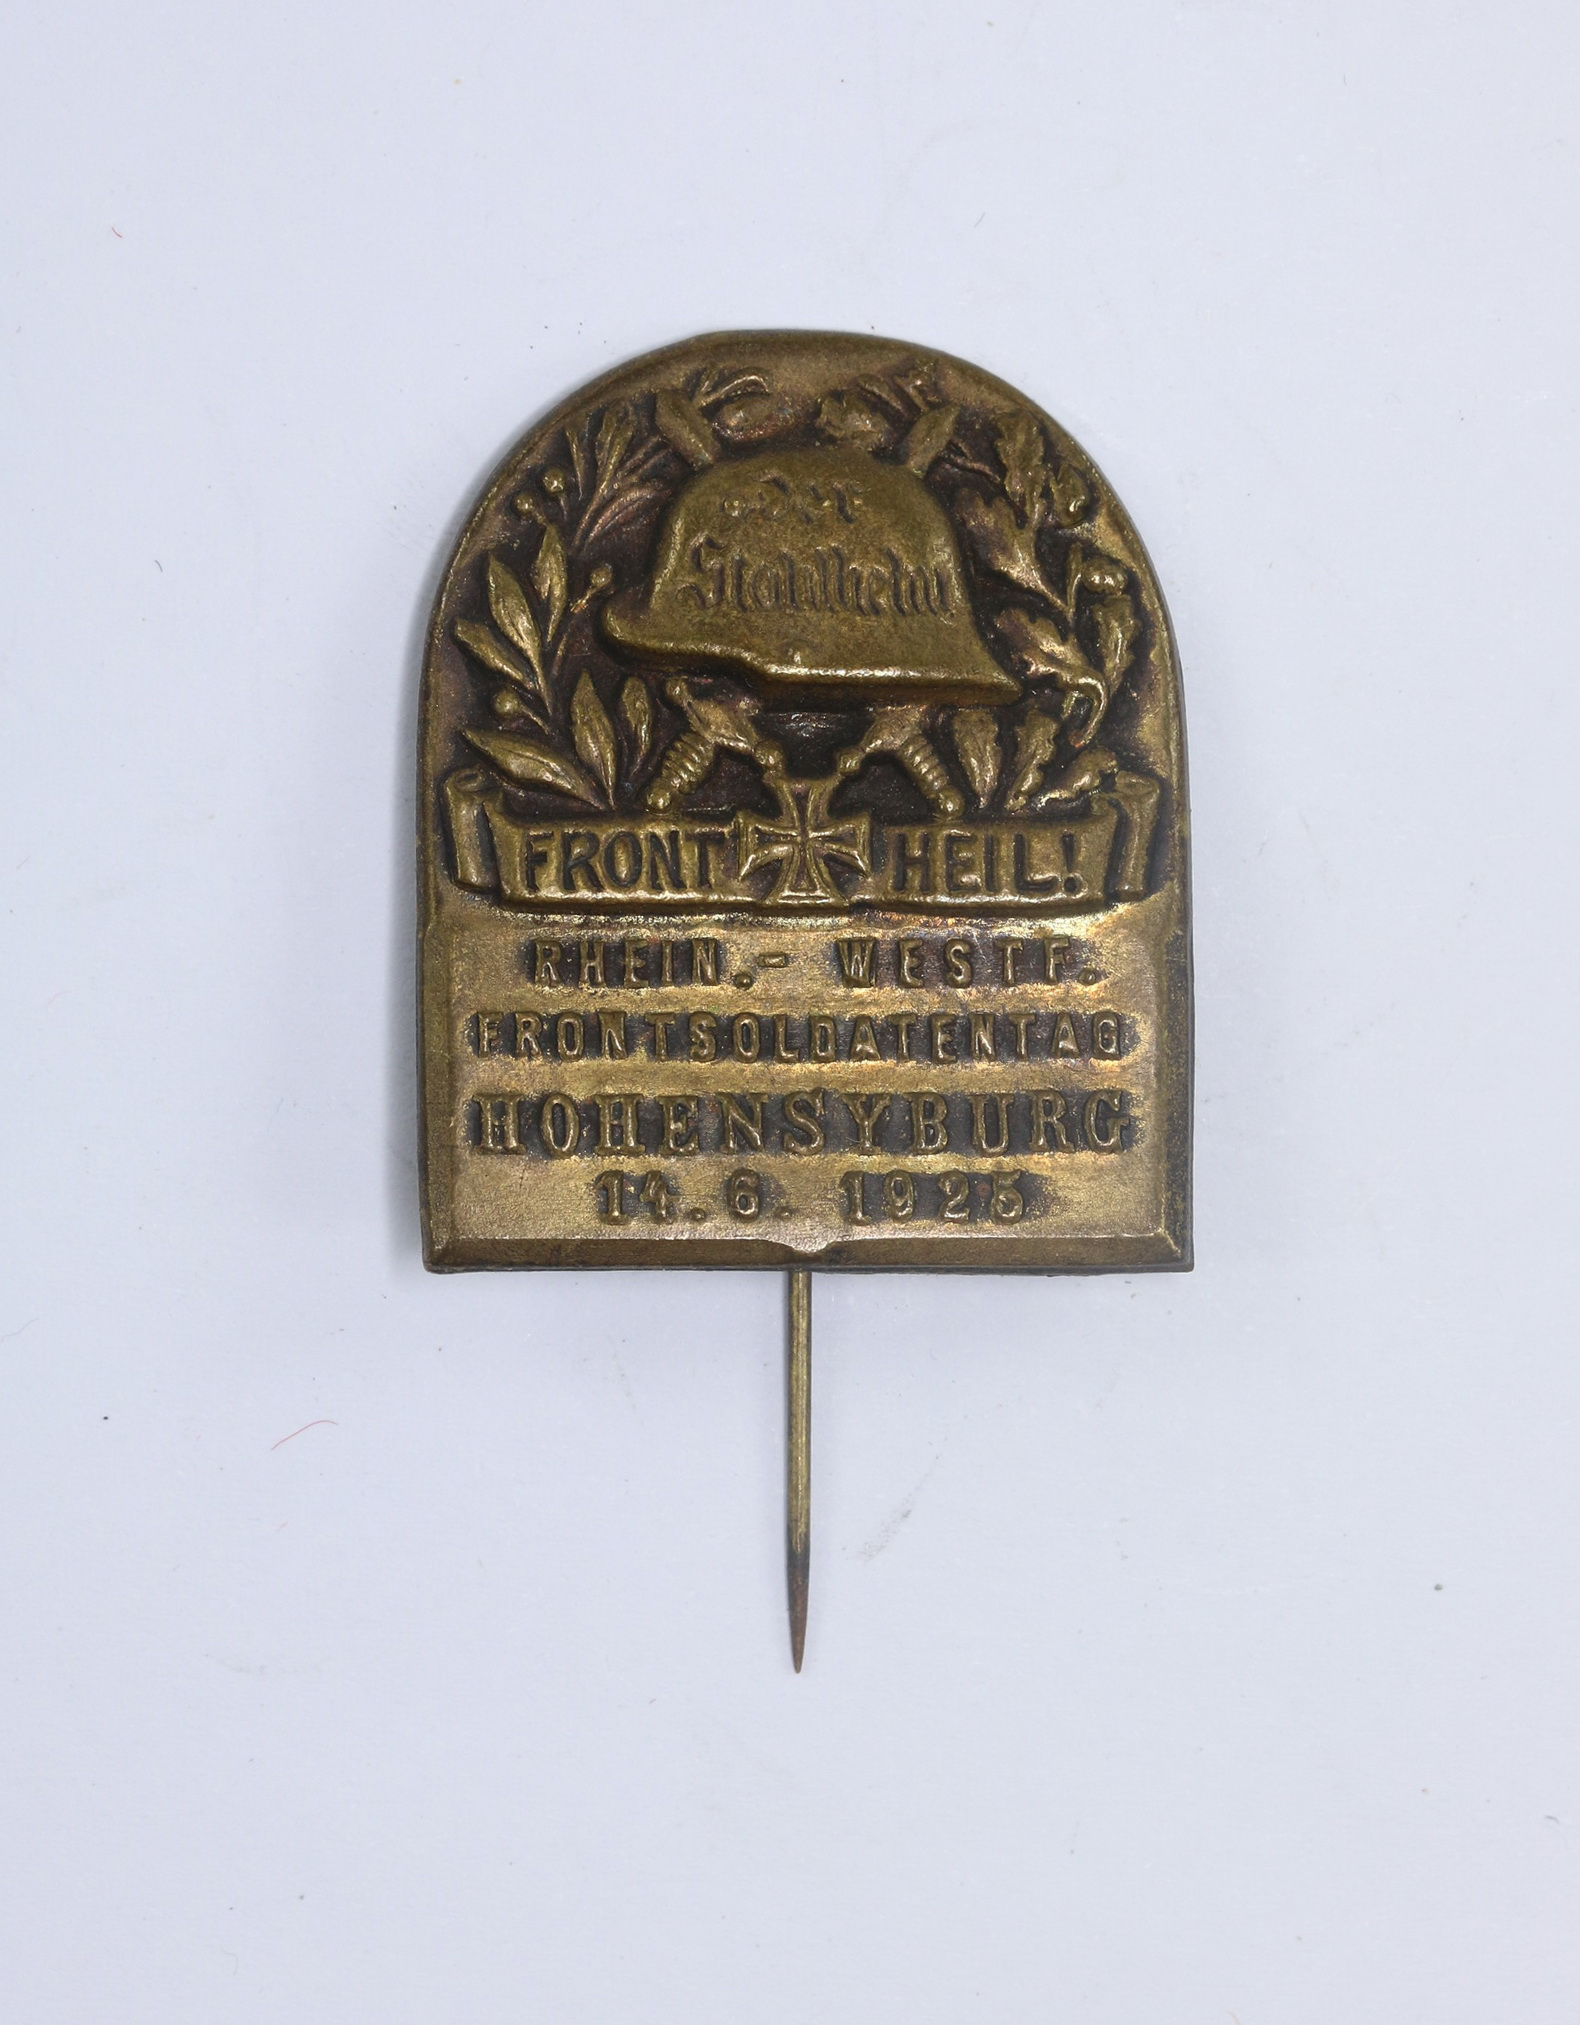 der
Stahlhelm
FRONT HEIL!
RHEIN.- WESTF.
FRONTSOLDATENTAG
HOHENSYBURG
14.6. 1925